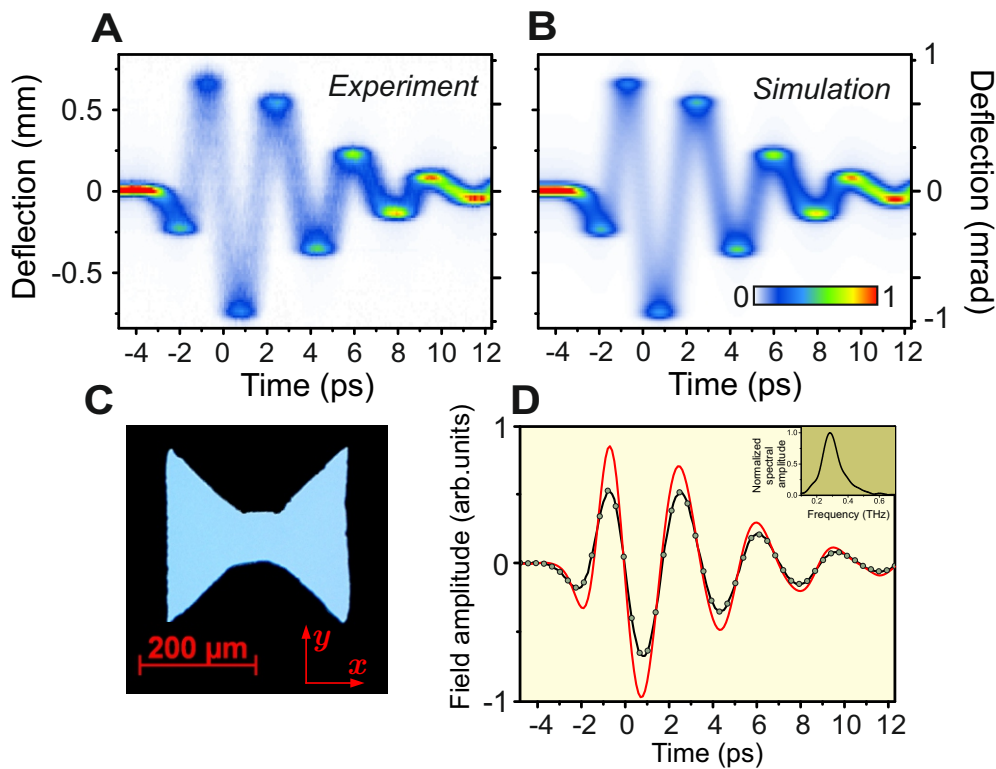 A
B
Experiment
Simulation
Deflection (mm)
0.5
0
-0.5
1
0
-1
Deflection (mrad)
0
1
-4 -2 0 2 4 6 8 10 12
-4 -2 0 2 4 6 8 10 12
Time (ps)
Time (ps)
C
D
200 µm
y
x
Field amplitude (arb.units)
1
0
-1
Normalized
spectral
amplitude
1.0
0.5
0.0
0.2 0.4 0.6
Frequency (THz)
-4 -2 0 2 4 6 8 10 12
Time (ps)